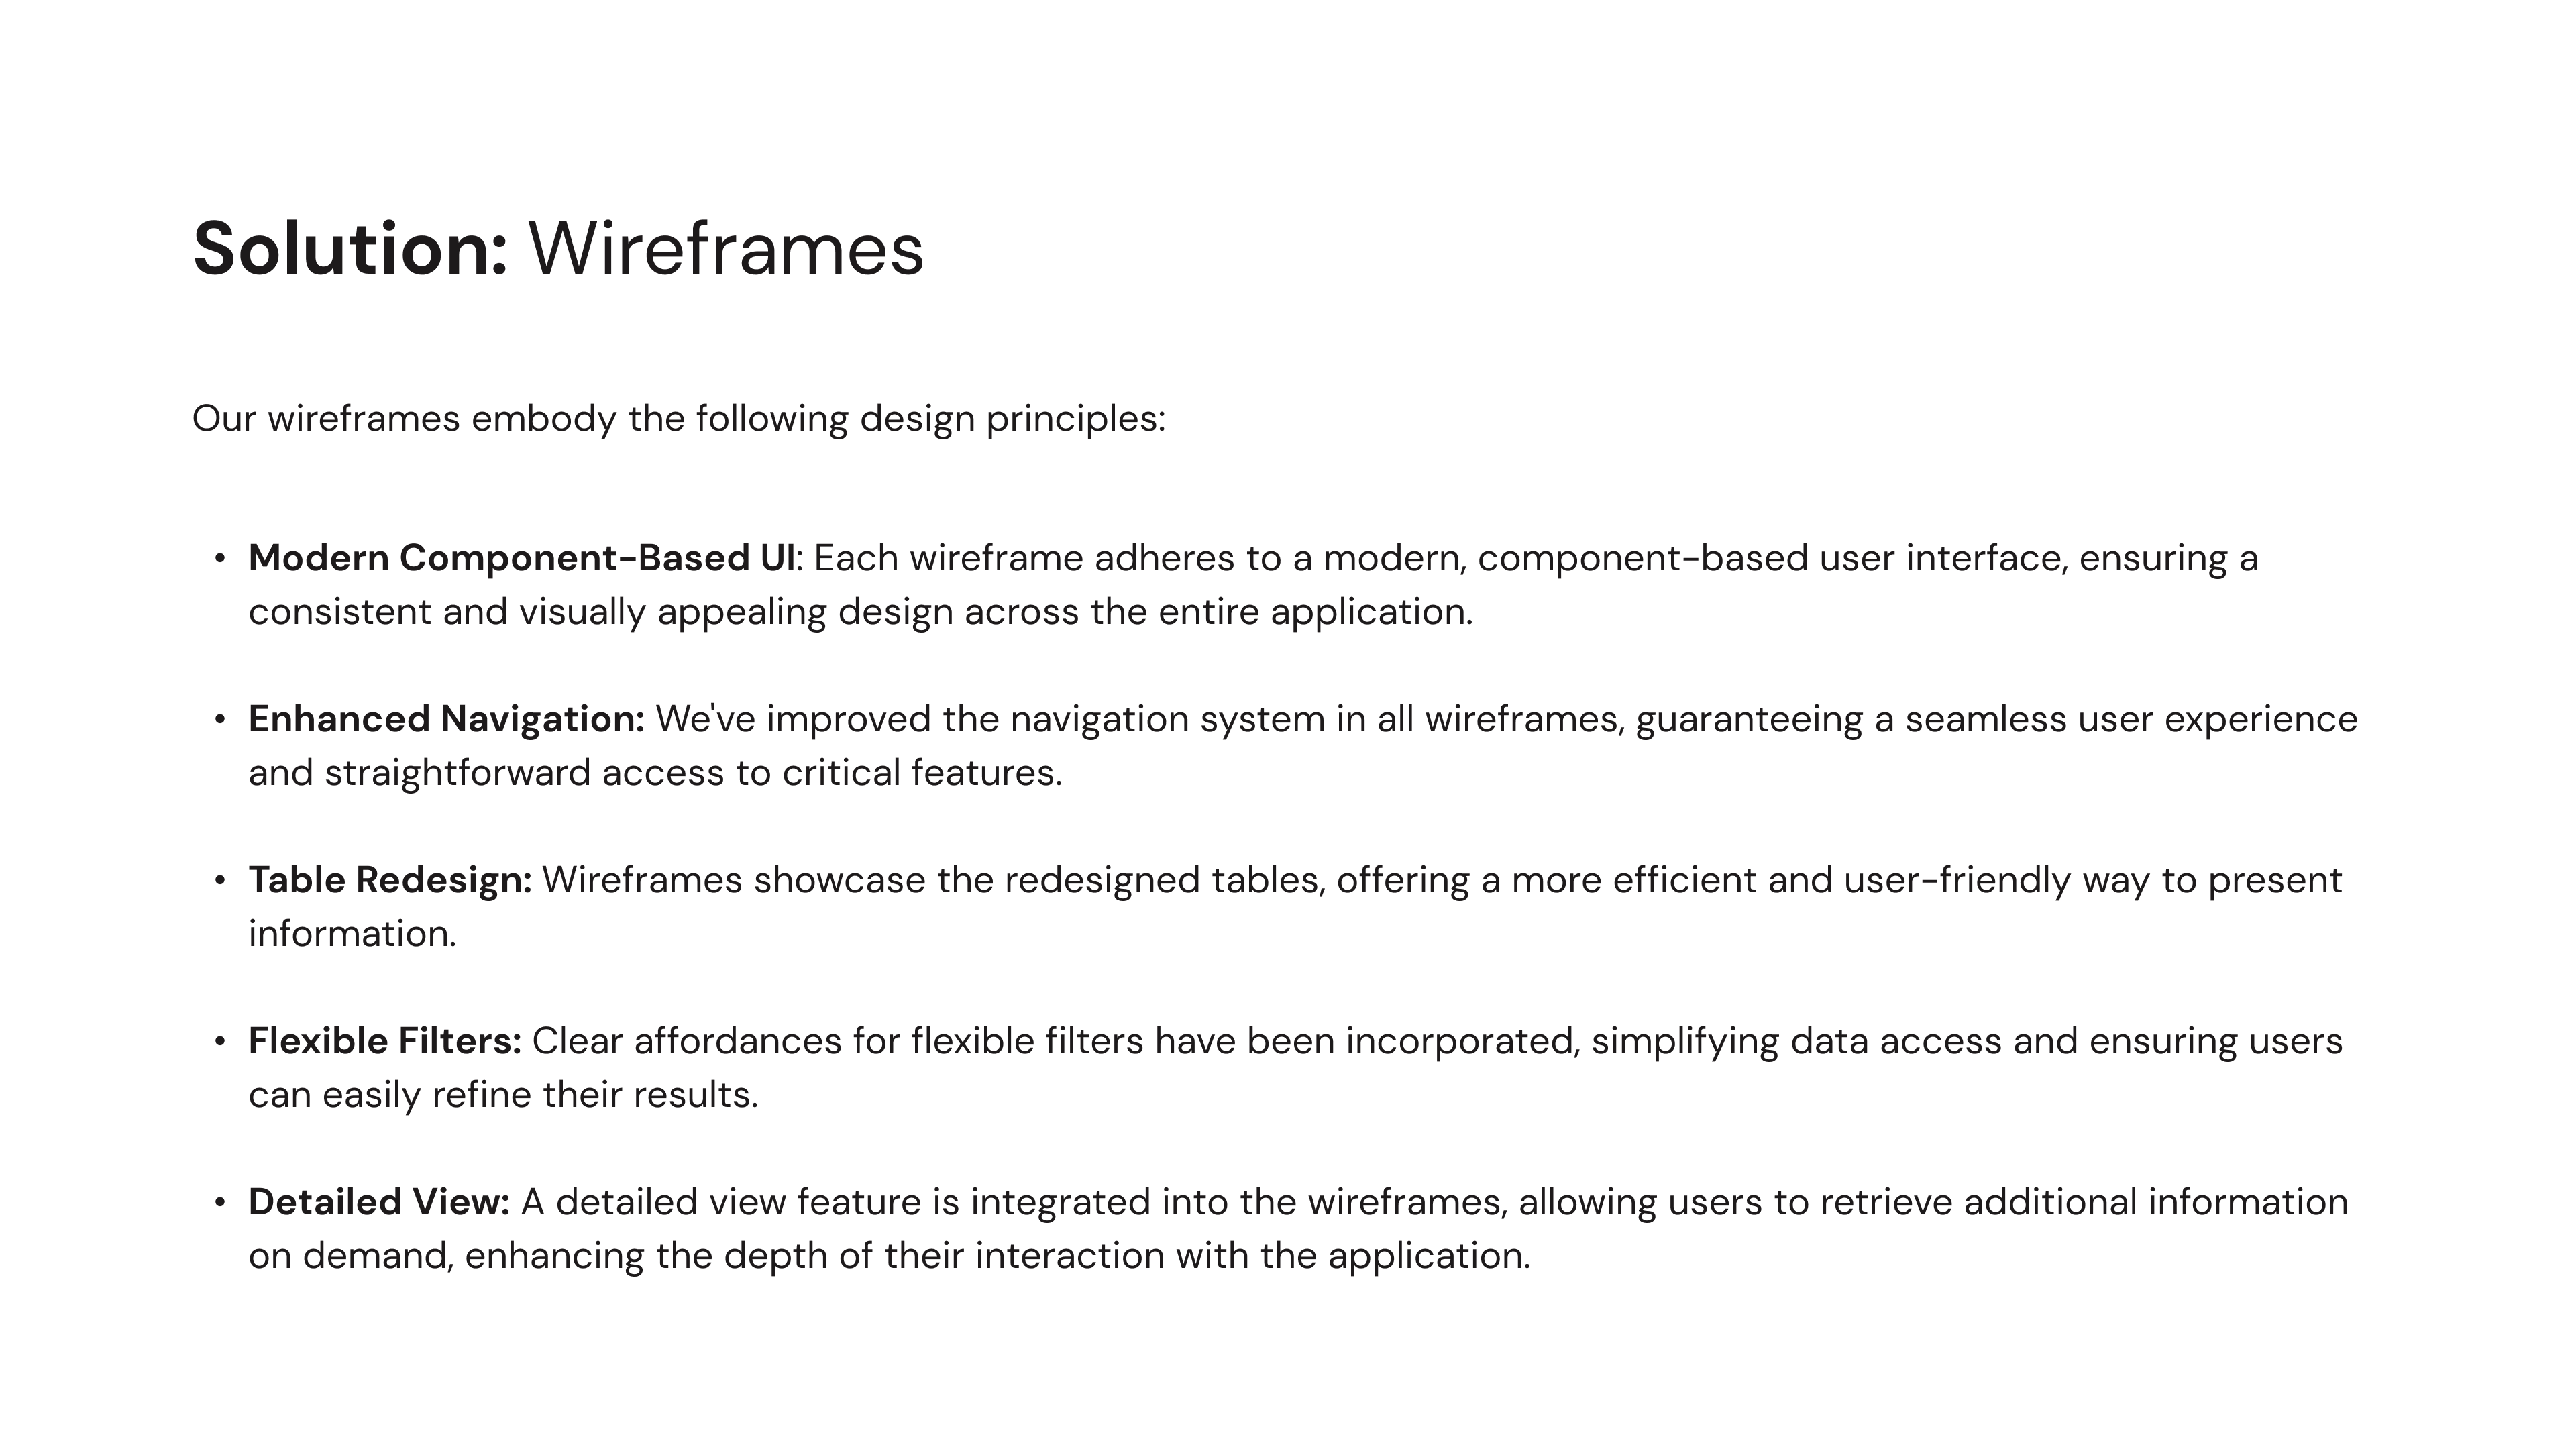 Solution: Wireframes
Our wireframes embody the following design principles:
• Modern Component-Based UI: Each wireframe adheres to a modern, component-based user interface, ensuring a
consistent and visually appealing design across the entire application.
• Enhanced Navigation: We've improved the navigation system in all wireframes, guaranteeing a seamless user experience
and straightforward access to critical features.
• Table Redesign: Wireframes showcase the redesigned tables, offering a more efficient and user-friendly way to present
information.
• Flexible Filters: Clear affordances for flexible filters have been incorporated, simplifying data access and ensuring users
can easily refine their results.
• Detailed View: A detailed view feature is integrated into the wireframes, allowing users to retrieve additional information
on demand, enhancing the depth of their interaction with the application.